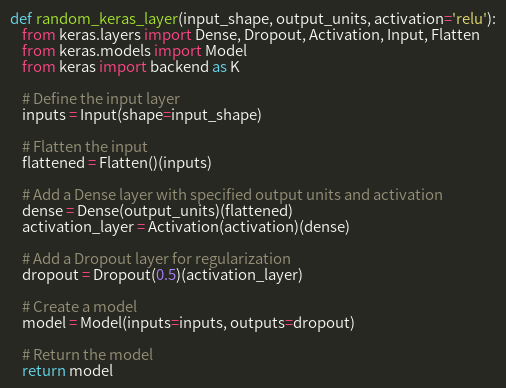 def random_keras_layer(input_shape, output_units, activation='relu'):
from keras.layers import Dense, Dropout, Activation, Input, Flatten
from keras.models import Model
from keras import backend as K
# Define the input layer
inputs = Input(shape=input_shape)
# Flatten the input
flattened = Flatten()(inputs)
# Add a Dense layer with specified output units and activation
dense = Dense(output_units)(flattened)
activation_layer = Activation(activation)(dense)
# Add a Dropout layer for regularization
dropout = Dropout(0.5)(activation_layer)
# Create a model
model = Model(inputs=inputs, outputs=dropout)
# Return the model
return model